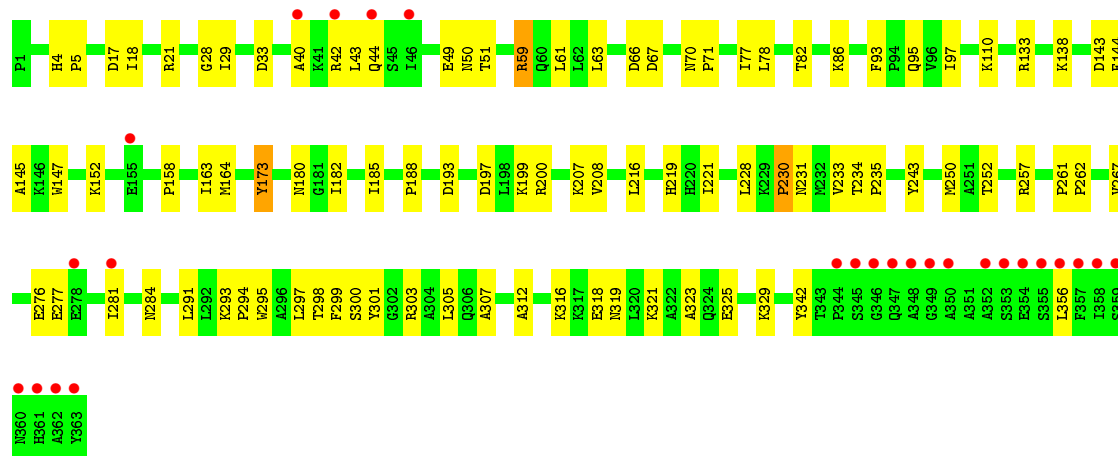 P1 H4 P5 D17 I18 R21 G28 I29 D33 A40 K41 R42 L43 Q44 S45 I46 E49 N50 T51 R59 Q60 L61 L62 L63 D66 D67 N70 P71 I77 L78 T82 K86 F93 P94 Q95 V96 I97 K110 R133 K138 D143
A145 K146 W147 K152 E155 P158 I163 M164 Y173 N180 G181 I182 I185 P188 D193 D197 L198 K199 R200 K207 V208 L216 H219 H220 I221 L228 K229 P230 N231 M232 V233 T234 P235 Y243 M250 A251 T252 R257 P261 P262
E276 E277 E278 I281 N284 L291 L292 K293 P294 W295 A296 L297 T298 F299 S300 Y301 G302 R303 A304 L305 Q306 A307 A312 K316 K317 E318 N319 L320 K321 A322 A323 Q324 E325 K329 Y342 T343 P344 S345 G346 Q347 A348 G349 A350 A351 A352 S353 E354 S355 L356 F357 I358 S359
N360 H361 A362 Y363